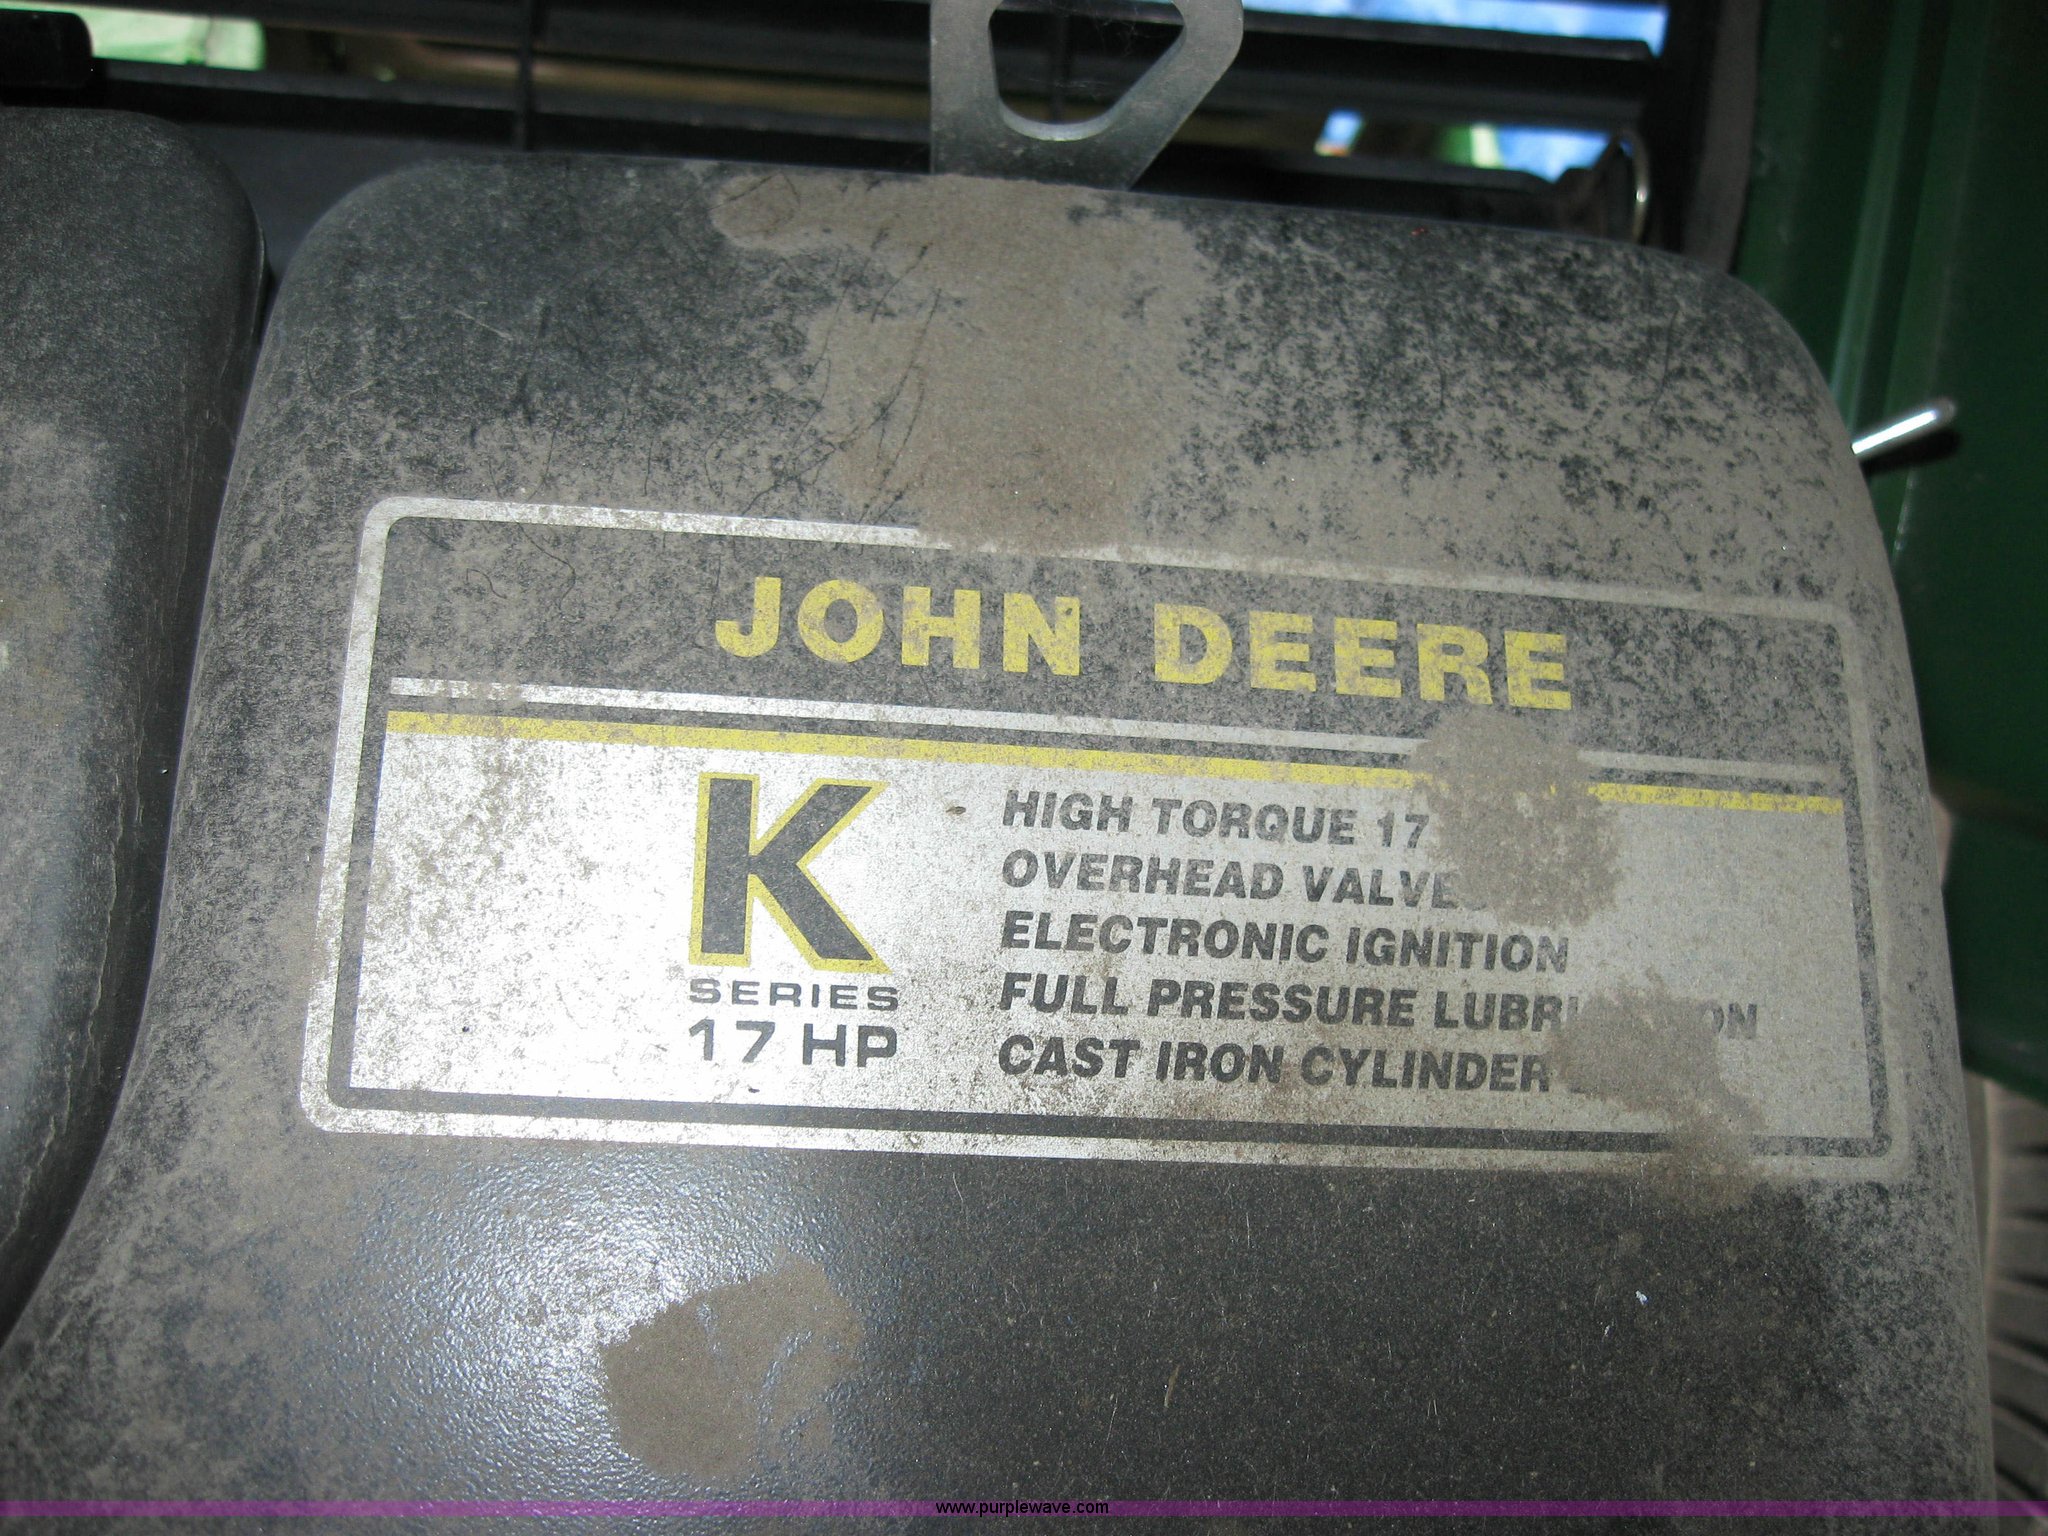 JOHN DEERE
K
SERIES
17 HP
HIGH TORQUE 17
OVERHEAD VALVE
ELECTRONIC IGNITION
FULL PRESSURE
CAST IRON CYLINDER
www.purplewave.com